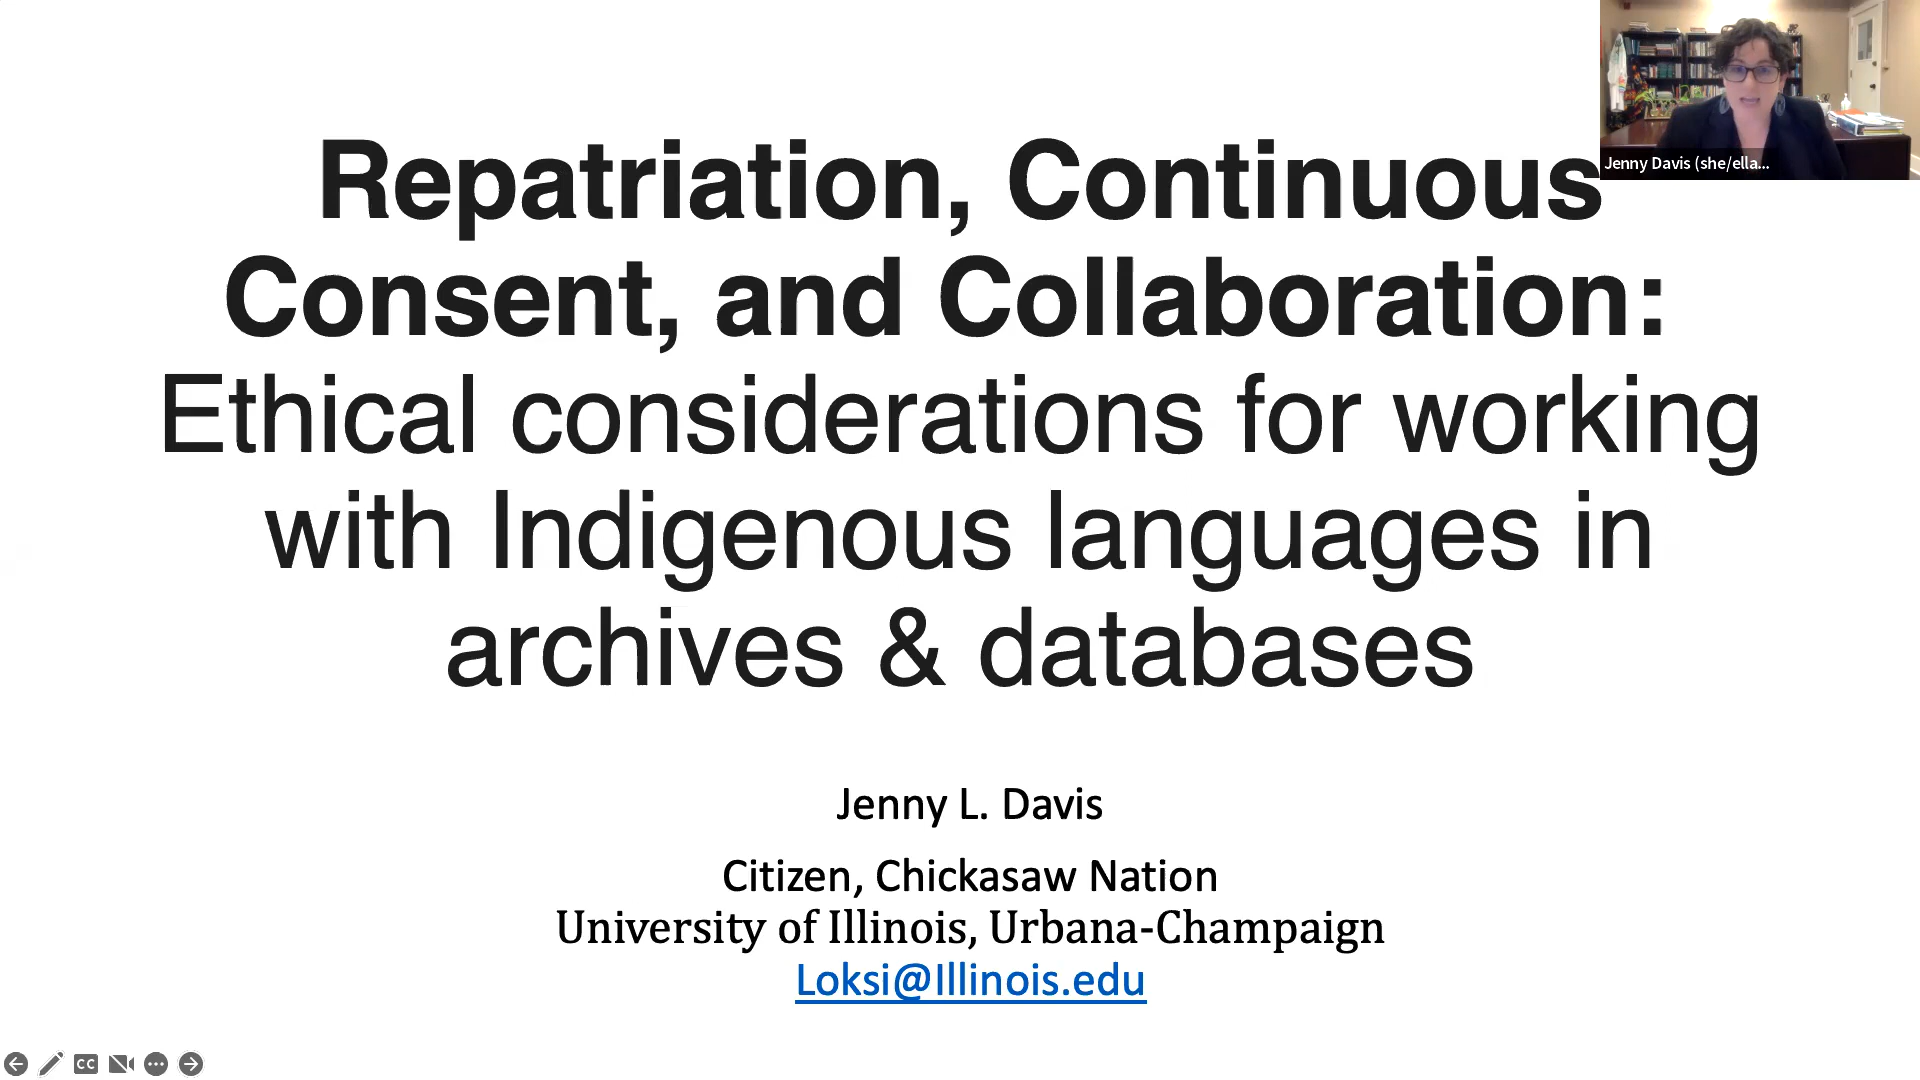 Repatriation, Continuous
Consent, and Collaboration:
Ethical considerations for working
with Indigenous languages in
archives & databases
Jenny L. Davis
Citizen, Chickasaw Nation
University of Illinois, Urbana-Champaign
Loksi@Illinois.edu
Jenny Davis (she/ella...
CC